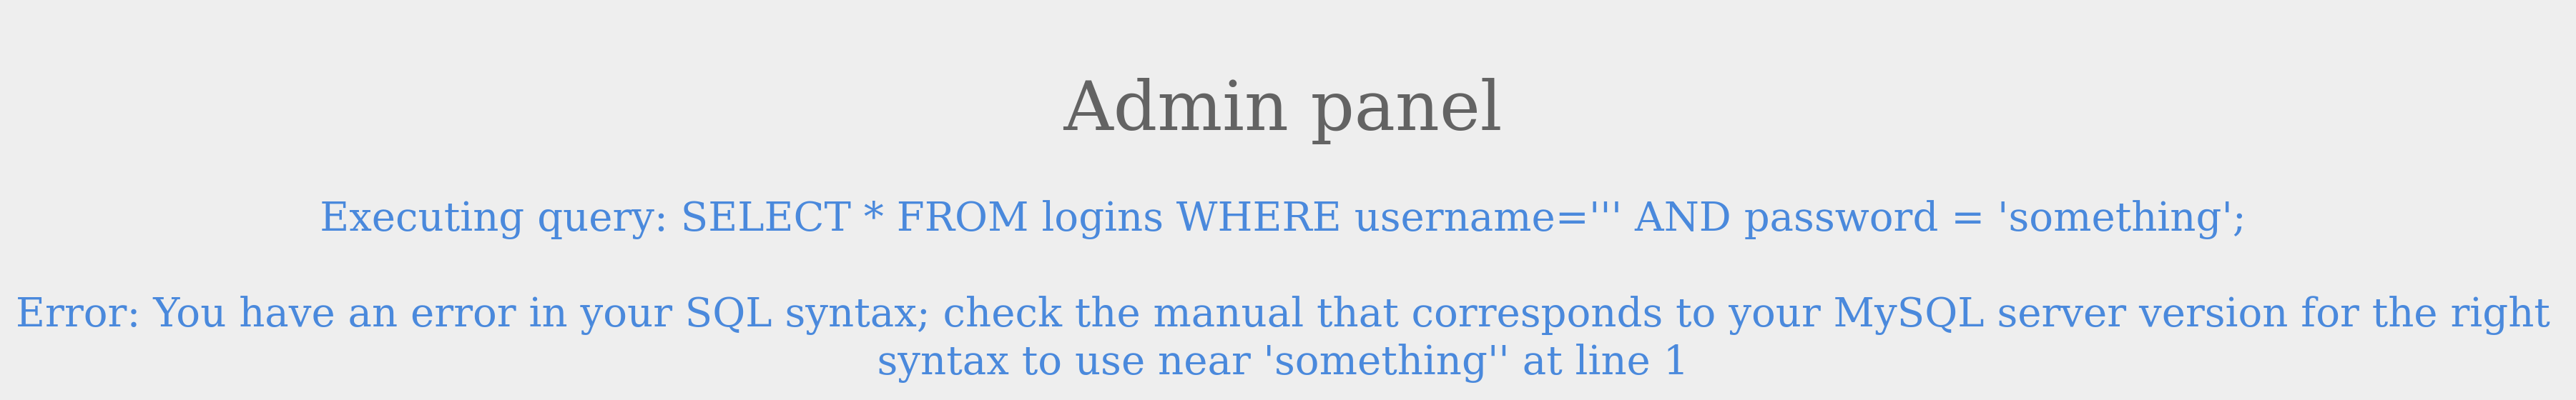 Admin panel
Executing query: SELECT * FROM logins WHERE username=''' AND password = 'something';
Error: You have an error in your SQL syntax; check the manual that corresponds to your MySQL server version for the right
syntax to use near 'something'' at line 1